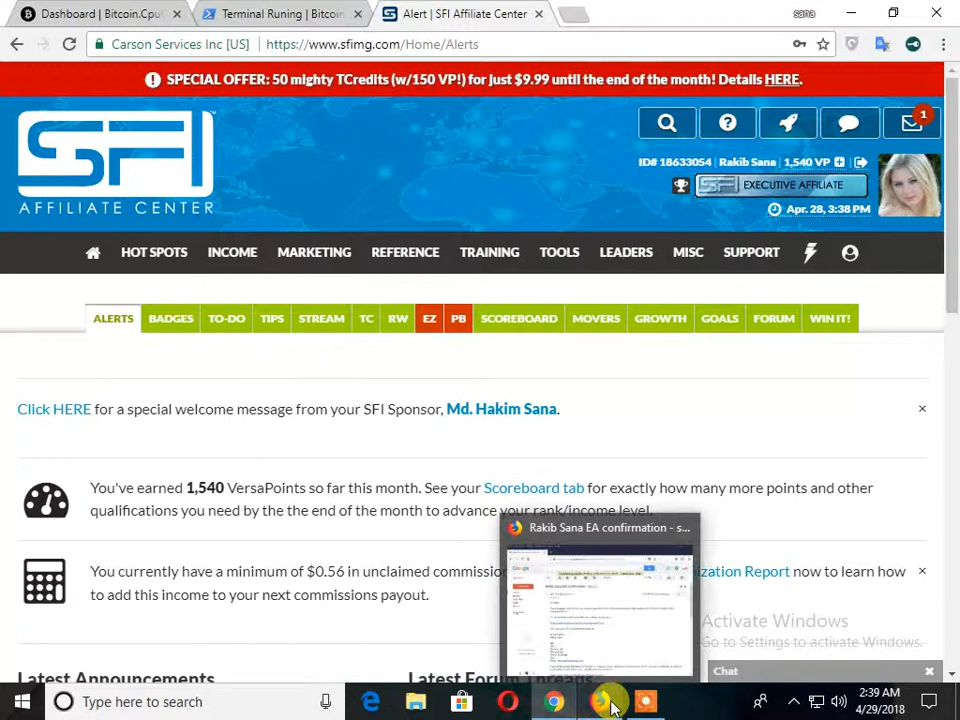 Dashboard | Bitcoin.Cpu
Terminal Runing | Bitcoin
Alert | SFI Affiliate Center
sana
Carson Services Inc [US] https://www.sfimg.com/Home/Alerts
SPECIAL OFFER: 50 mighty TCredits (w/150 VP!) for just $9.99 until the end of the month! Details HERE.
SFI
AFFILIATE CENTER
1
ID# 18633054 Rakib Sana 1,540 VP
SFI EXECUTIVE AFFILIATE
Apr. 28, 3:38 PM
HOT SPOTS INCOME MARKETING REFERENCE TRAINING TOOLS LEADERS MISC SUPPORT
ALERTS BADGES TO-DO TIPS STREAM TC RW EZ PB SCOREBOARD MOVERS GROWTH GOALS FORUM WIN IT!
Click HERE for a special welcome message from your SFI Sponsor, Md. Hakim Sana.
You've earned 1,540 VersaPoints so far this month. See your Scoreboard tab for exactly how many more points and other
qualifications you need by the the end of the month to advance your rank/income level.
Rakib Sana EA confirmation - s...
You currently have a minimum of $0.56 in unclaimed commission ization Report now to learn how
to add this income to your next commissions payout.
Activate Windows
Go to Settings to activate Windows.
Latest Announcements
Latest Forum Threads
Chat
Type here to search
2:39 AM
4/29/2018